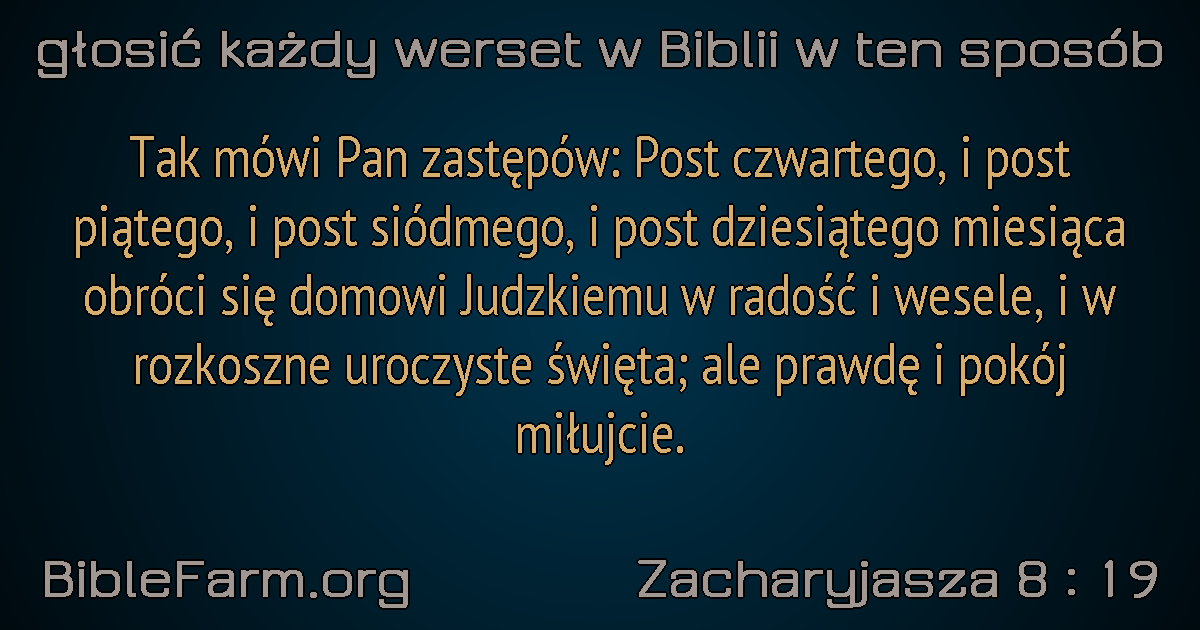 głosić każdy werset w Biblii w ten sposób
Tak mówi Pan zastępów: Post czwartego, i post
piątego, i post siódmego, i post dziesiątego miesiąca
obróci się domowi Judzkiemu w radość i wesele, i w
rozkoszne uroczyste święta; ale prawdę i pokój
miłujcie.
BibleFarm.org
Zacharyjasza 8 : 19